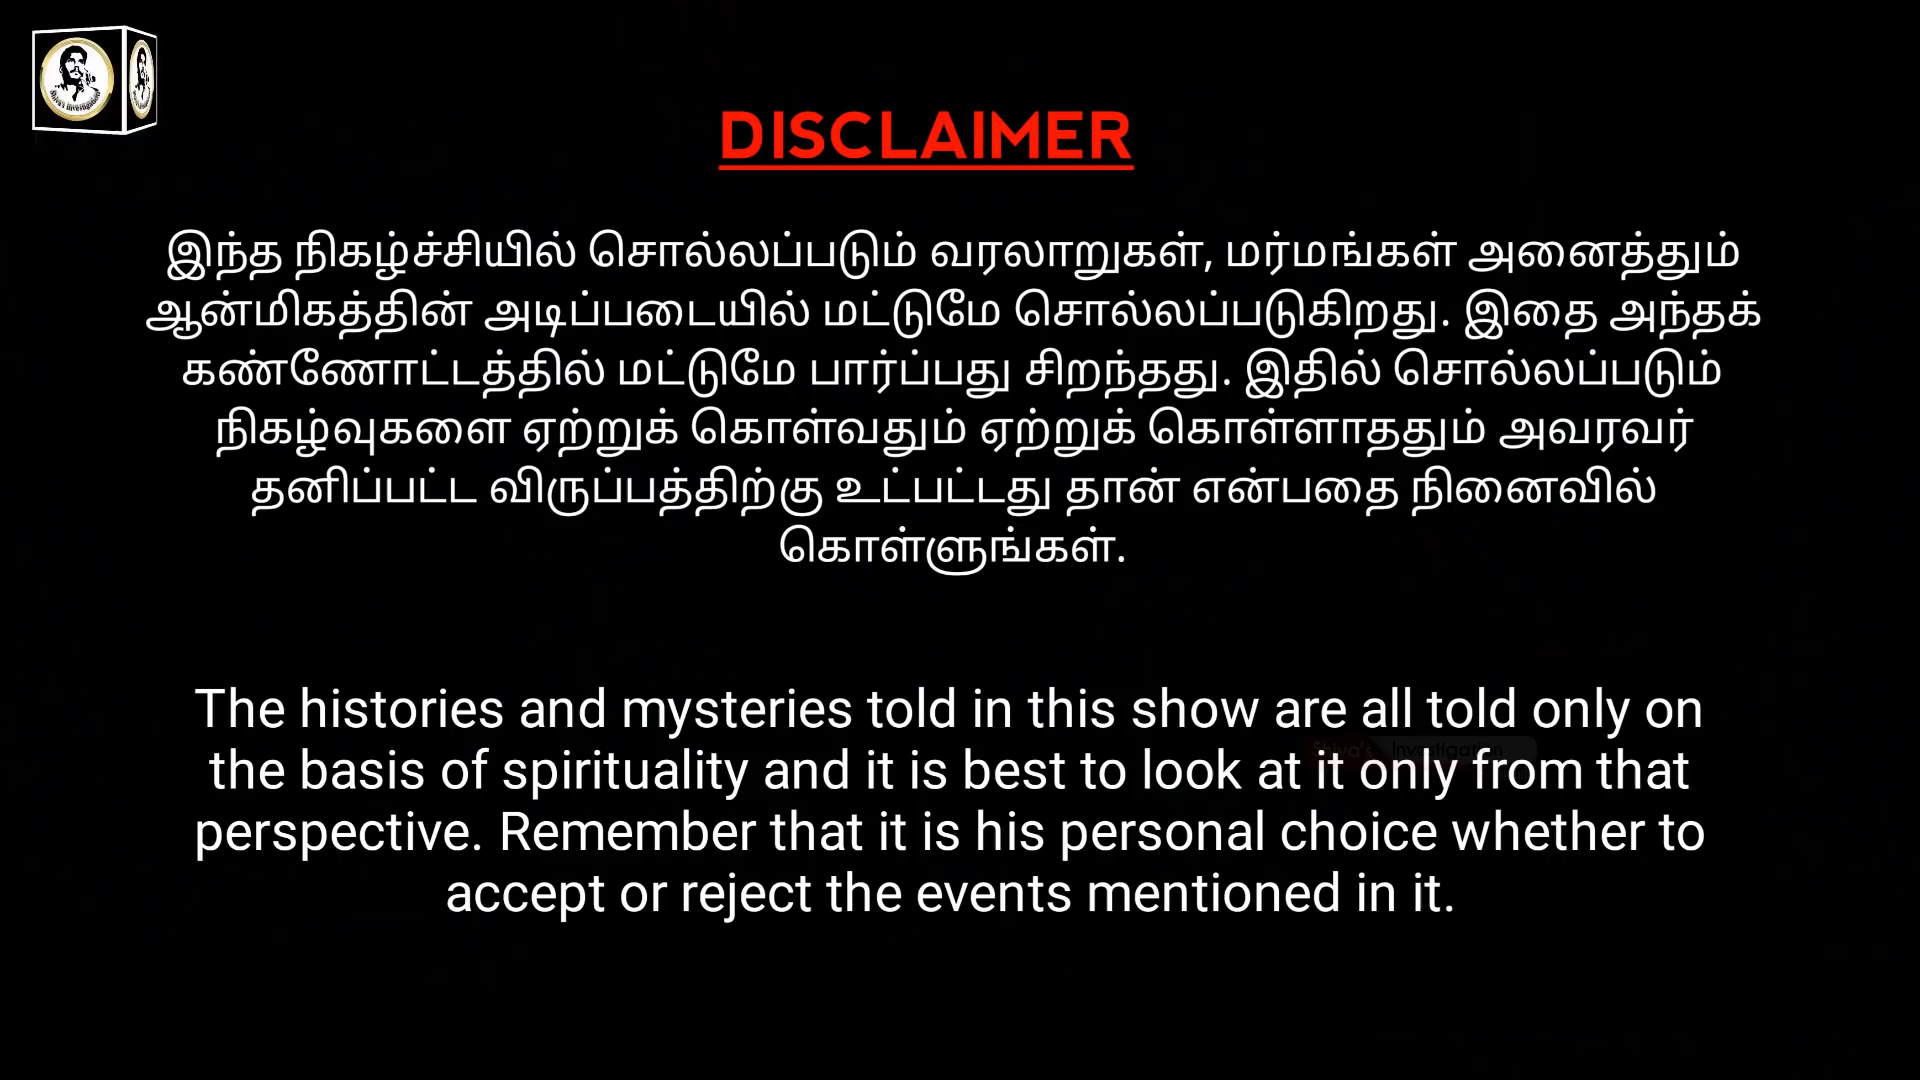 DISCLAIMER
இந்த நிகழ்ச்சியில் சொல்லப்படும் வரலாறுகள், மர்மங்கள் அனைத்தும்
ஆன்மிகத்தின் அடிப்படையில் மட்டுமே சொல்லப்படுகிறது. இதை அந்தக்
கண்ணோட்டத்தில் மட்டுமே பார்ப்பது சிறந்தது. இதில் சொல்லப்படும்
நிகழ்வுகளை ஏற்றுக் கொள்வதும் ஏற்றுக் கொள்ளாததும் அவரவர்
தனிப்பட்ட விருப்பத்திற்கு உட்பட்டது தான் என்பதை நினைவில்
கொள்ளுங்கள்.
The histories and mysteries told in this show are all told only on
Shiva's Investigation
the basis of spirituality and it is best to look at it only from that
perspective. Remember that it is his personal choice whether to
accept or reject the events mentioned in it.